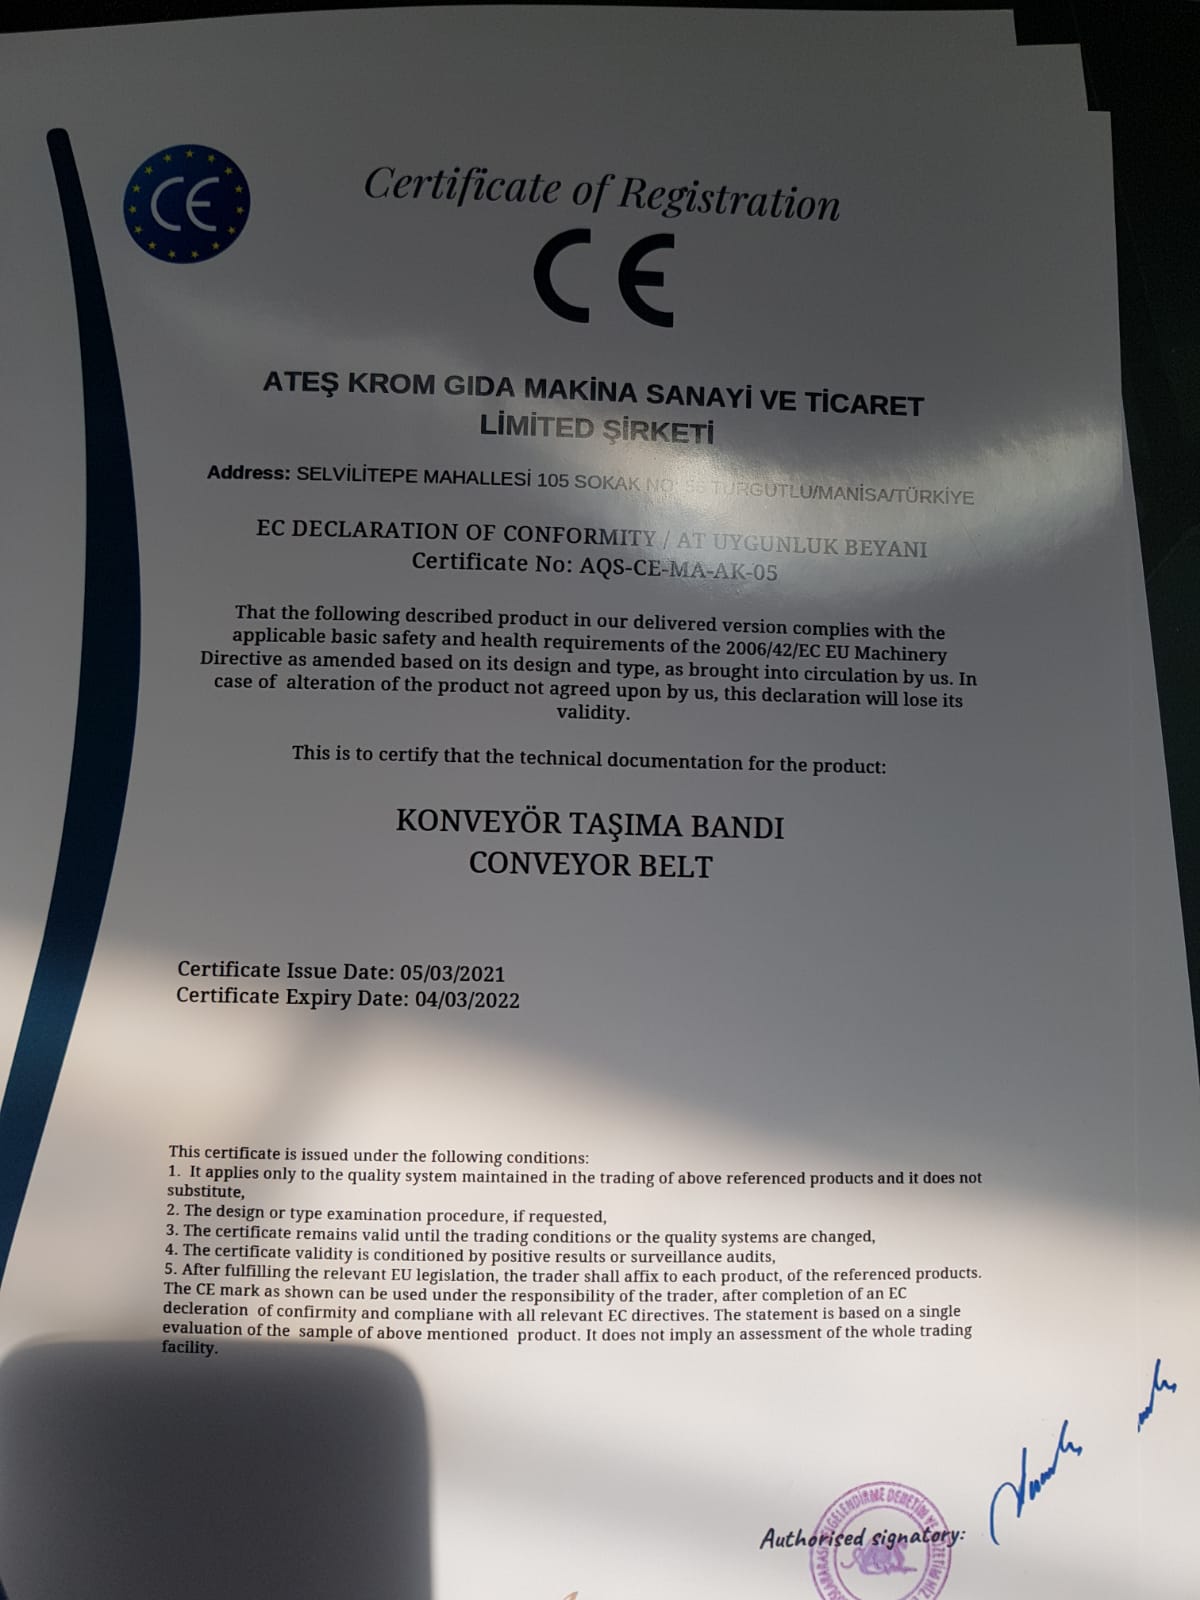 CE
Certificate of Registration
CE
ATEŞ KROM GIDA MAKİNA SANAYİ VE TİCARET
LİMİTED ŞİRKETİ
Address: SELVİLİTEPE MAHALLESİ 105 SOKAK NO: 55 TURGUTLU/MANİSA/TÜRKİYE
EC DECLARATION OF CONFORMITY / AT UYGUNLUK BEYANI
Certificate No: AQS-CE-MA-AK-05
That the following described product in our delivered version complies with the
applicable basic safety and health requirements of the 2006/42/EC EU Machinery
Directive as amended based on its design and type, as brought into circulation by us. In
case of alteration of the product not agreed upon by us, this declaration will lose its
validity.
This is to certify that the technical documentation for the product:
KONVEYÖR TAŞIMA BANDI
CONVEYOR BELT
Certificate Issue Date: 05/03/2021
Certificate Expiry Date: 04/03/2022
This certificate is issued under the following conditions:
1. It applies only to the quality system maintained in the trading of above referenced products and it does not
substitute,
2. The design or type examination procedure, if requested,
3. The certificate remains valid until the trading conditions or the quality systems are changed,
4. The certificate validity is conditioned by positive results or surveillance audits,
5. After fulfilling the relevant EU legislation, the trader shall affix to each product, of the referenced products.
The CE mark as shown can be used under the responsibility of the trader, after completion of an EC
decleration of confirmity and compliane with all relevant EC directives. The statement is based on a single
evaluation of the sample of above mentioned product. It does not imply an assessment of the whole trading
facility.
Authorised signatory: